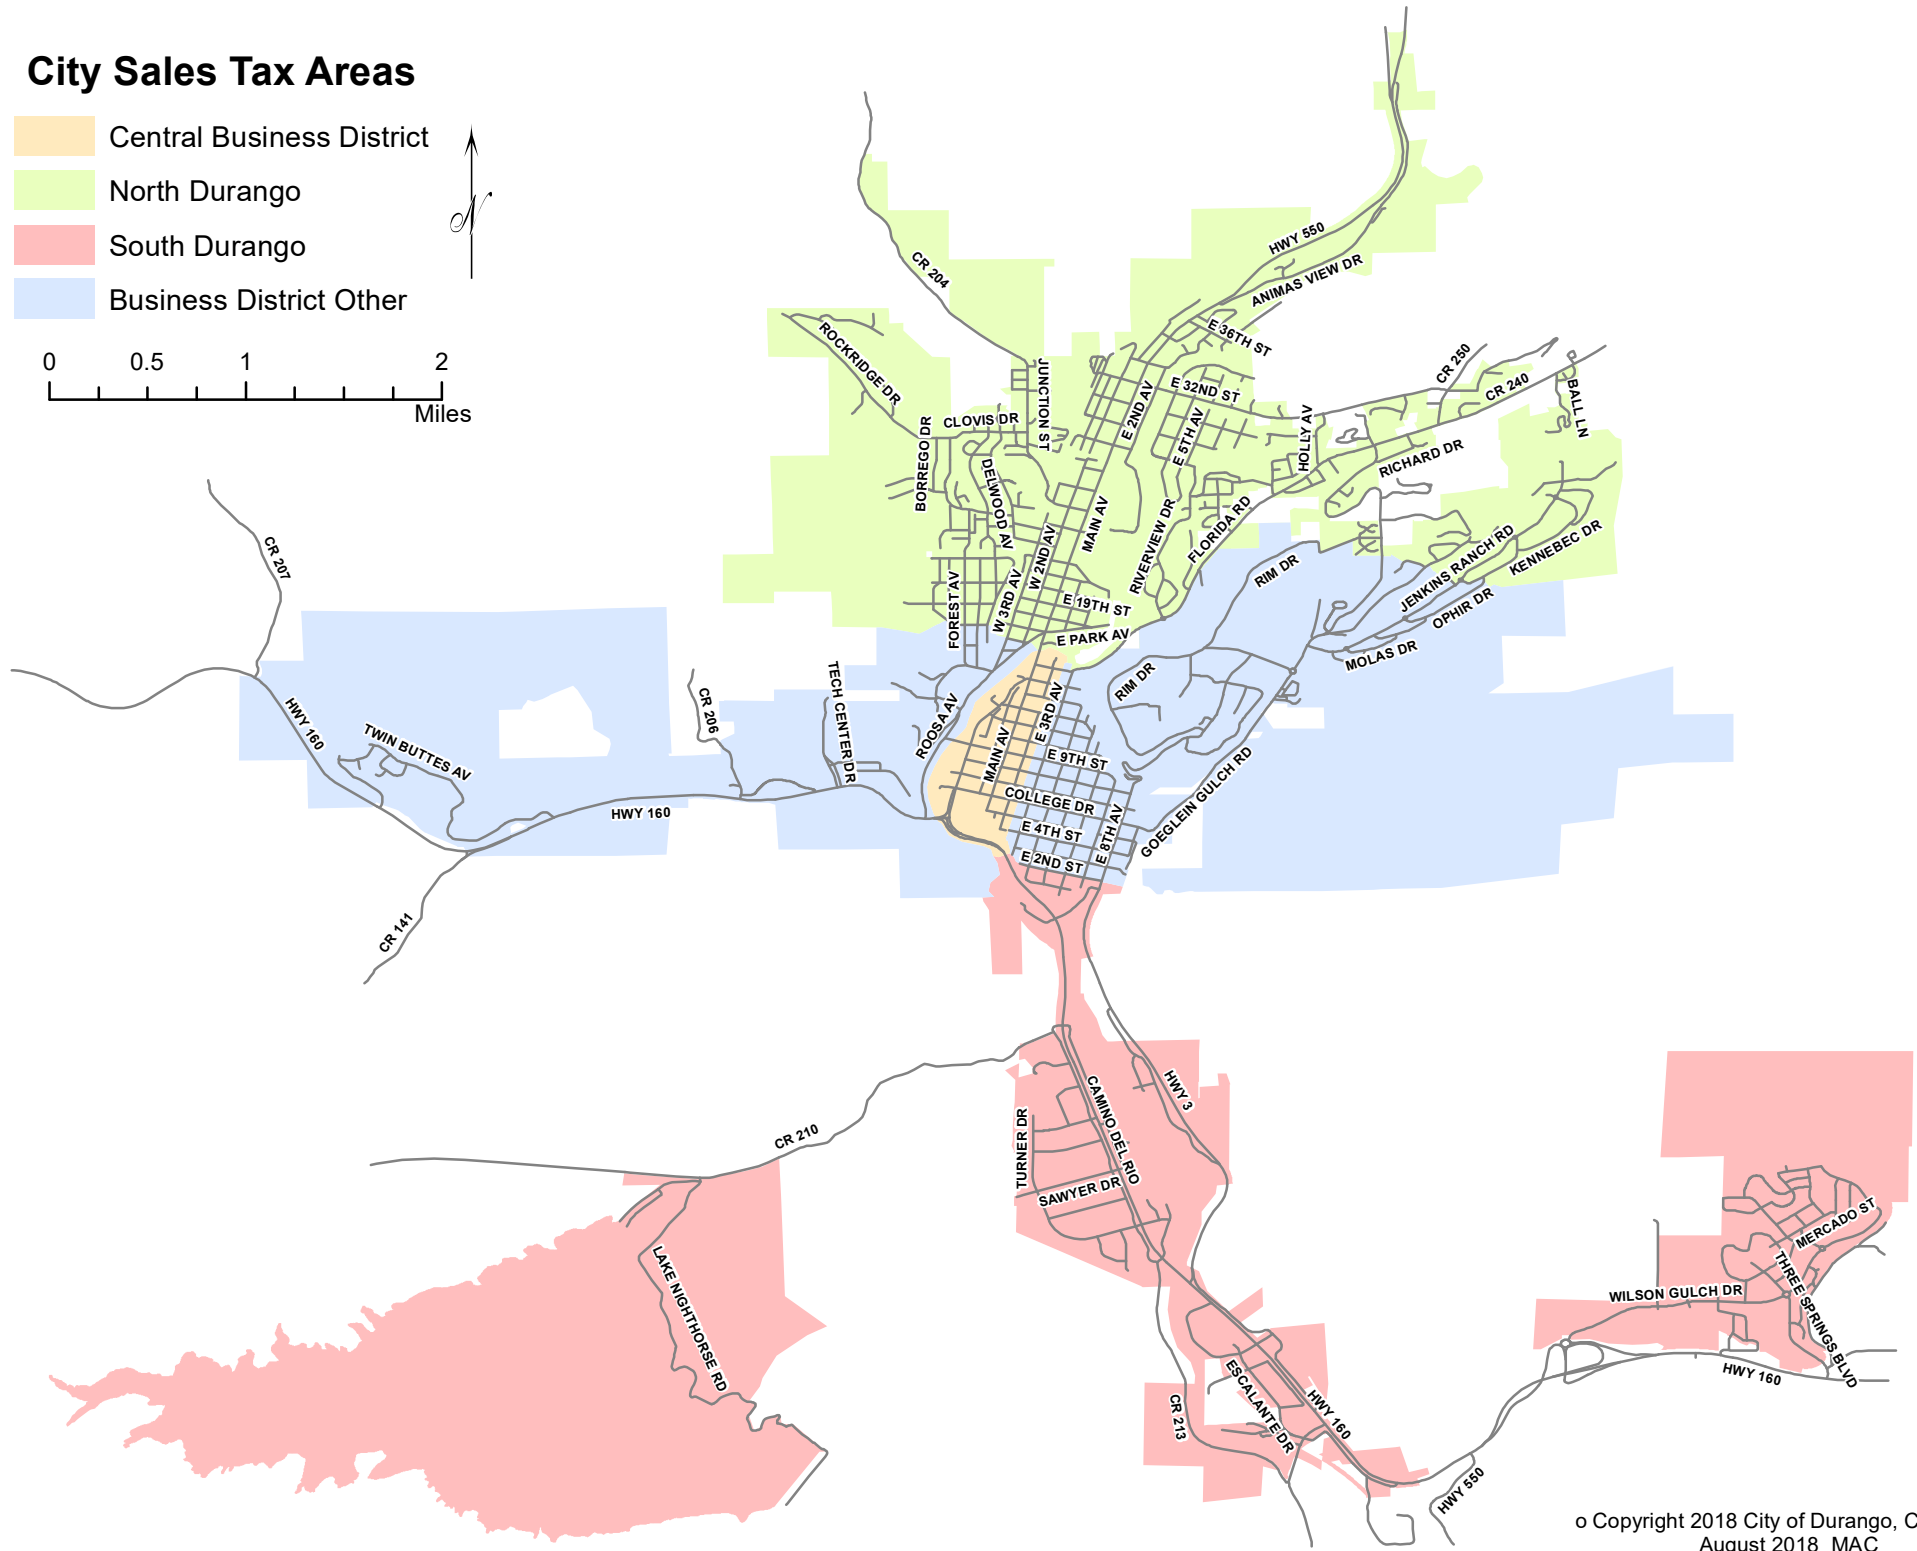 City Sales Tax Areas
Central Business District
North Durango
South Durango
Business District Other
N
0 0.5 1 2
Miles
HWY 550
ANIMAS VIEW DR
CR 204
E 36TH ST
ROCKRIDGE DR
JUNCTION ST
E 32ND ST
CR 250
CR 240
BALL LN
CLOVIS DR
BORREGO DR
E 2ND AV
E 5TH AV
HOLLY AV
RICHARD DR
DELWOOD AV
MAIN AV
W 2ND AV
RIVERVIEW DR
FLORIDA RD
RIM DR
JENKINS RANCH RD
KENNEBEC DR
CR 207
FOREST AV
W 3RD AV
E 19TH ST
OPHIR DR
E PARK AV
MOLAS DR
RIM DR
TECH CENTER DR
CR 206
ROOSA AV
E 3RD AV
HWY 160
TWIN BUTTES AV
MAIN AV
E 9TH ST
COLLEGE DR
GOEGLEIN GULCH RD
HWY 160
E 4TH ST
E 8TH AV
E 2ND ST
CR 141
CAMINO DEL RIO
HWY 3
CR 210
TURNER DR
SAWYER DR
LAKE NIGHTHORSE RD
MERCADO ST
THREE SPRINGS BLVD
WILSON GULCH DR
HWY 160
ESCALANTE DR
HWY 160
CR 213
HWY 550
o Copyright 2018 City of Durango, C
August 2018 MAC